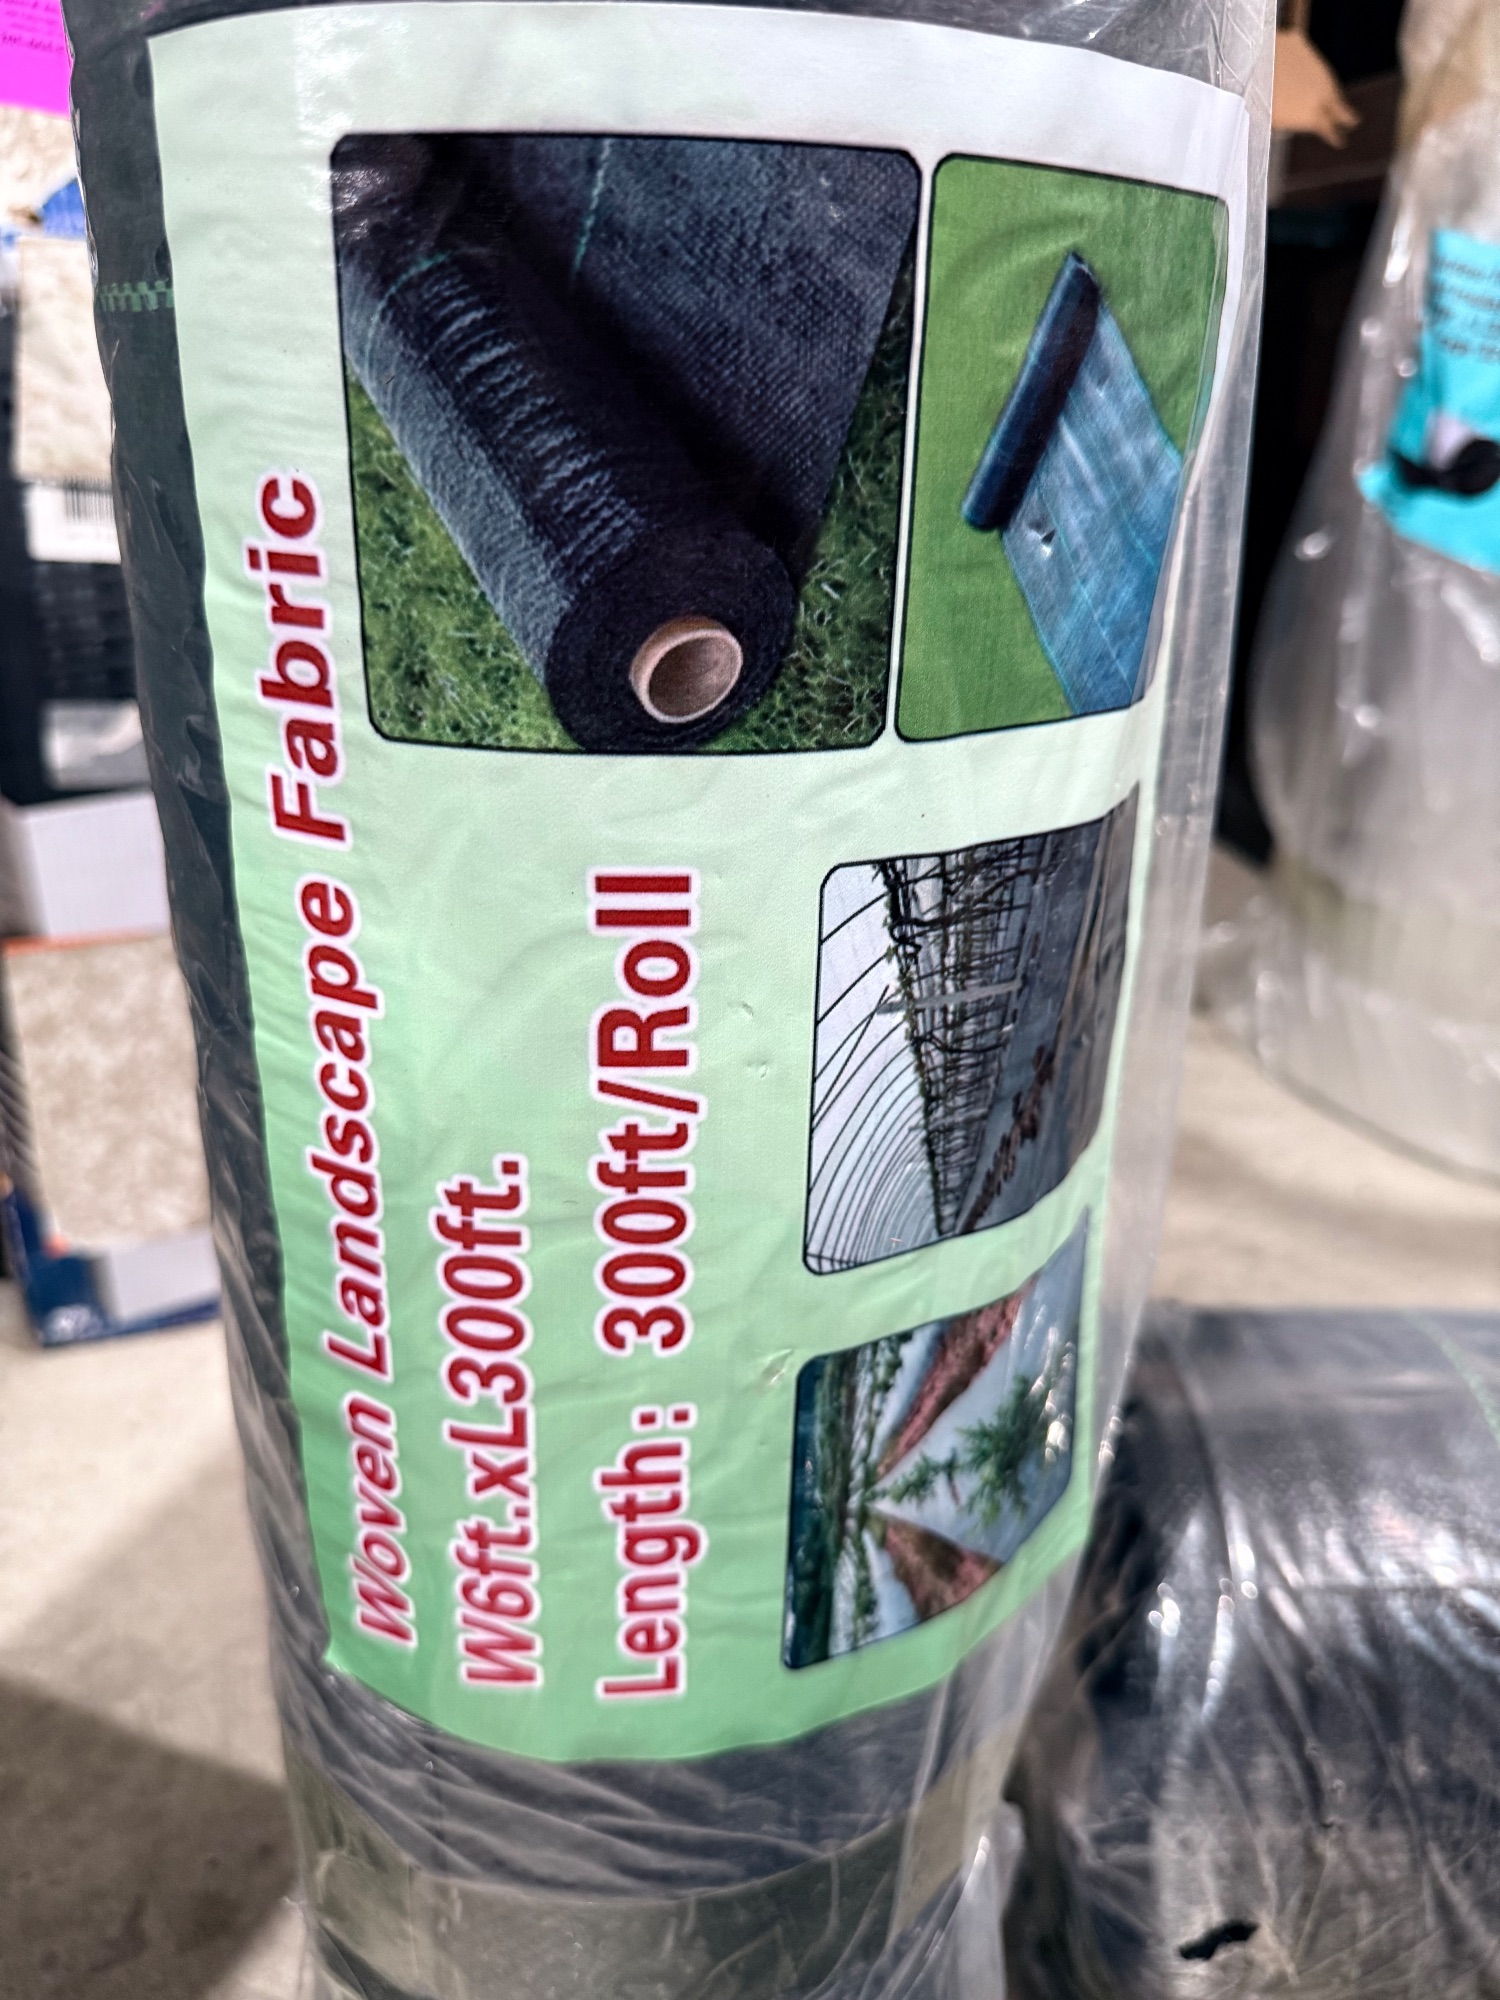 Woven Landscape Fabric
W6ft.xL300ft.
Length: 300ft/Roll